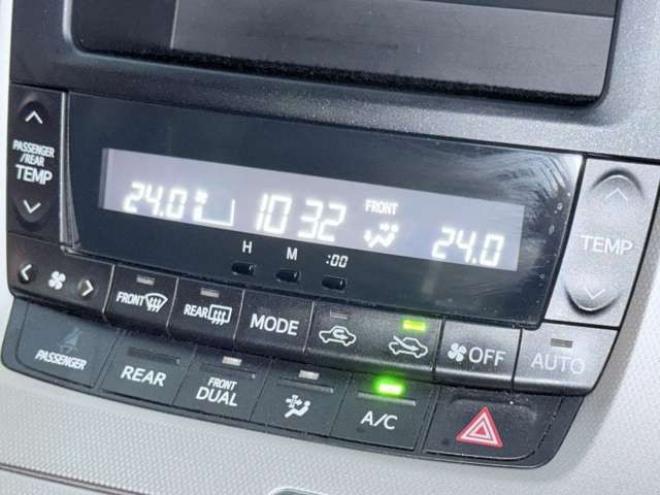 PASSENGER
/REAR
TEMP
24.0 10 32 FRONT 24.0
H M :00
TEMP
FRONT REAR MODE OFF AUTO
PASSENGER REAR FRONT
DUAL A/C